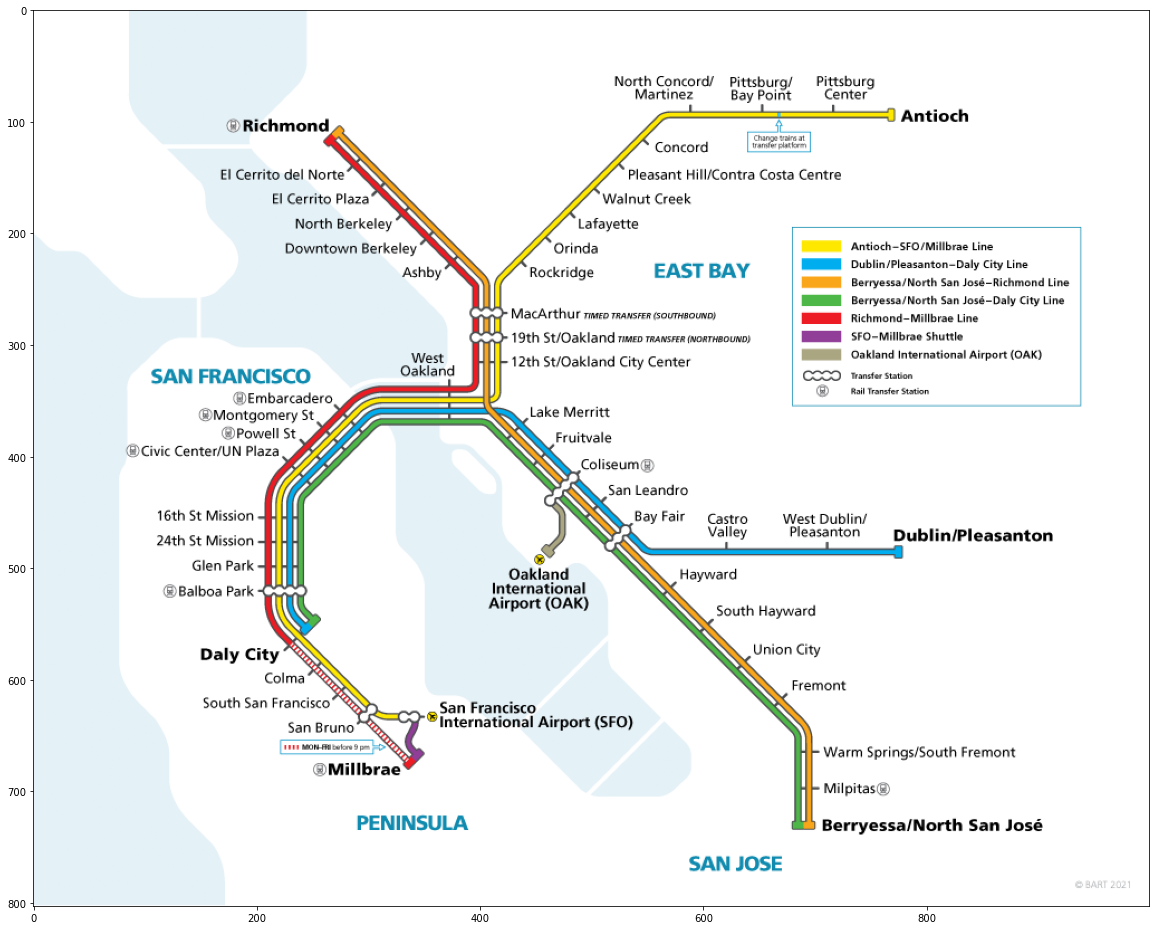 0
100
200
300
400
500
600
700
800
0
200
400
600
800
North Concord/
Martinez
Pittsburg/
Bay Point
Pittsburg
Center
Antioch
Change trains at
transfer platform
Richmond
El Cerrito del Norte
El Cerrito Plaza
North Berkeley
Downtown Berkeley
Ashby
Concord
Pleasant Hill/Contra Costa Centre
Walnut Creek
Lafayette
Orinda
Rockridge
EAST BAY
Antioch–SFO/Millbrae Line
Dublin/Pleasanton–Daly City Line
Berryessa/North San José–Richmond Line
Berryessa/North San José–Daly City Line
Richmond–Millbrae Line
SFO–Millbrae Shuttle
Oakland International Airport (OAK)
Transfer Station
Rail Transfer Station
MacArthur TIMED TRANSFER (SOUTHBOUND)
19th St/Oakland TIMED TRANSFER (NORTHBOUND)
12th St/Oakland City Center
West
Oakland
SAN FRANCISCO
Embarcadero
Montgomery St
Powell St
Civic Center/UN Plaza
16th St Mission
24th St Mission
Glen Park
Balboa Park
Daly City
Colma
South San Francisco
San Bruno
MON-FRI before 9 pm
Millbrae
San Francisco
International Airport (SFO)
Lake Merritt
Fruitvale
Coliseum
San Leandro
Bay Fair
Castro
Valley
West Dublin/
Pleasanton
Dublin/Pleasanton
Oakland
International
Airport (OAK)
Hayward
South Hayward
Union City
Fremont
Warm Springs/South Fremont
Milpitas
Berryessa/North San José
PENINSULA
SAN JOSE
© BART 2021